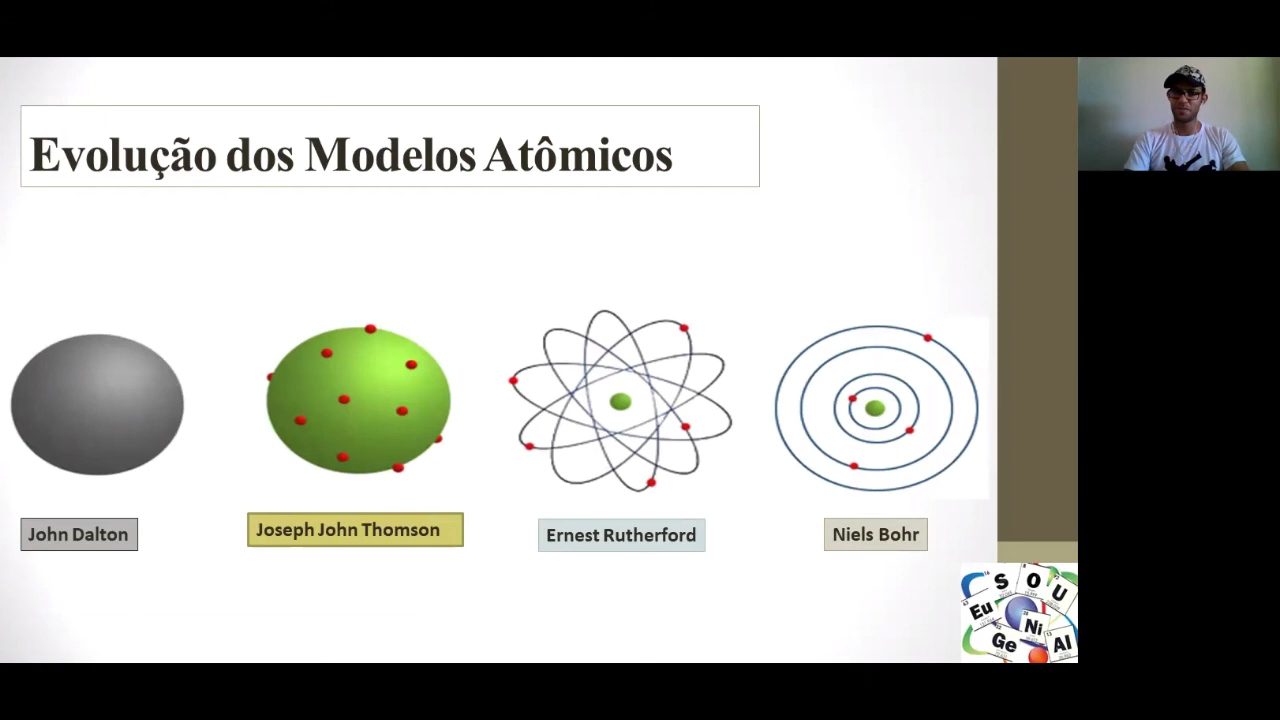 Evolução dos Modelos Atômicos
John Dalton
Joseph John Thomson
Ernest Rutherford
Niels Bohr
S O U
Eu
Ni
Ge Al